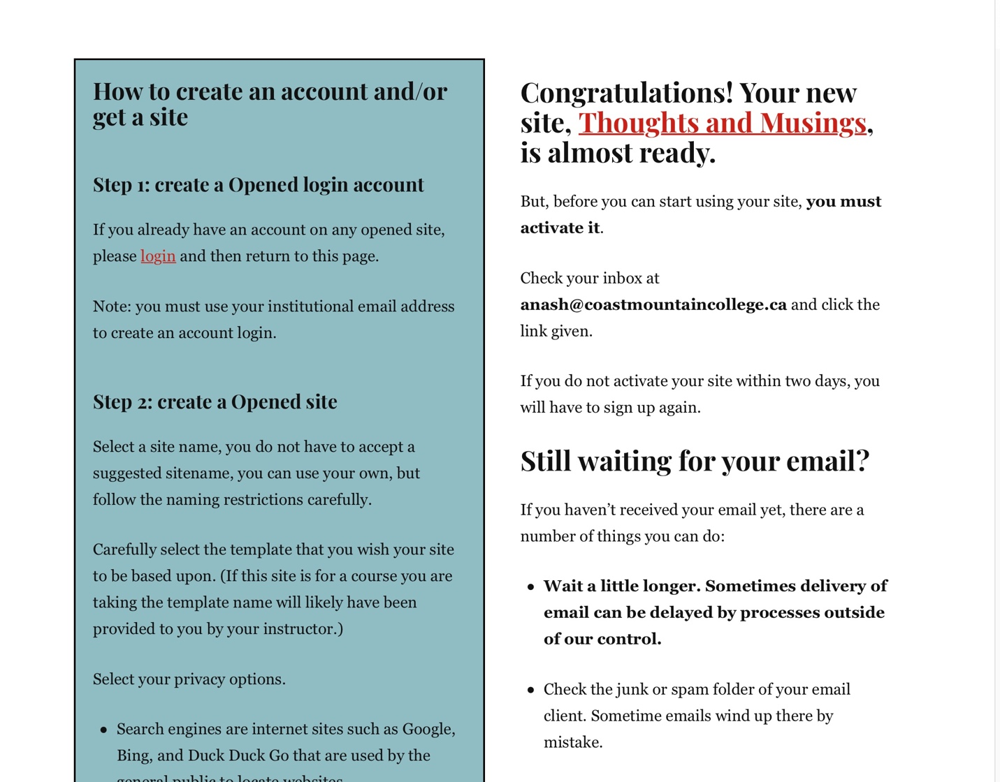 How to create an account and/or
get a site
Step 1: create a Opened login account
If you already have an account on any opened site,
please login and then return to this page.
Note: you must use your institutional email address
to create an account login.
Step 2: create a Opened site
Select a site name, you do not have to accept a
suggested sitename, you can use your own, but
follow the naming restrictions carefully.
Carefully select the template that you wish your site
to be based upon. (If this site is for a course you are
taking the template name will likely have been
provided to you by your instructor.)
Select your privacy options.
• Search engines are internet sites such as Google,
Bing, and Duck Duck Go that are used by the
general public to locate websites
Congratulations! Your new
site, Thoughts and Musings,
is almost ready.
But, before you can start using your site, you must
activate it.
Check your inbox at
anash@coastmountaincollege.ca and click the
link given.
If you do not activate your site within two days, you
will have to sign up again.
Still waiting for your email?
If you haven’t received your email yet, there are a
number of things you can do:
• Wait a little longer. Sometimes delivery of
email can be delayed by processes outside
of our control.
• Check the junk or spam folder of your email
client. Sometime emails wind up there by
mistake.